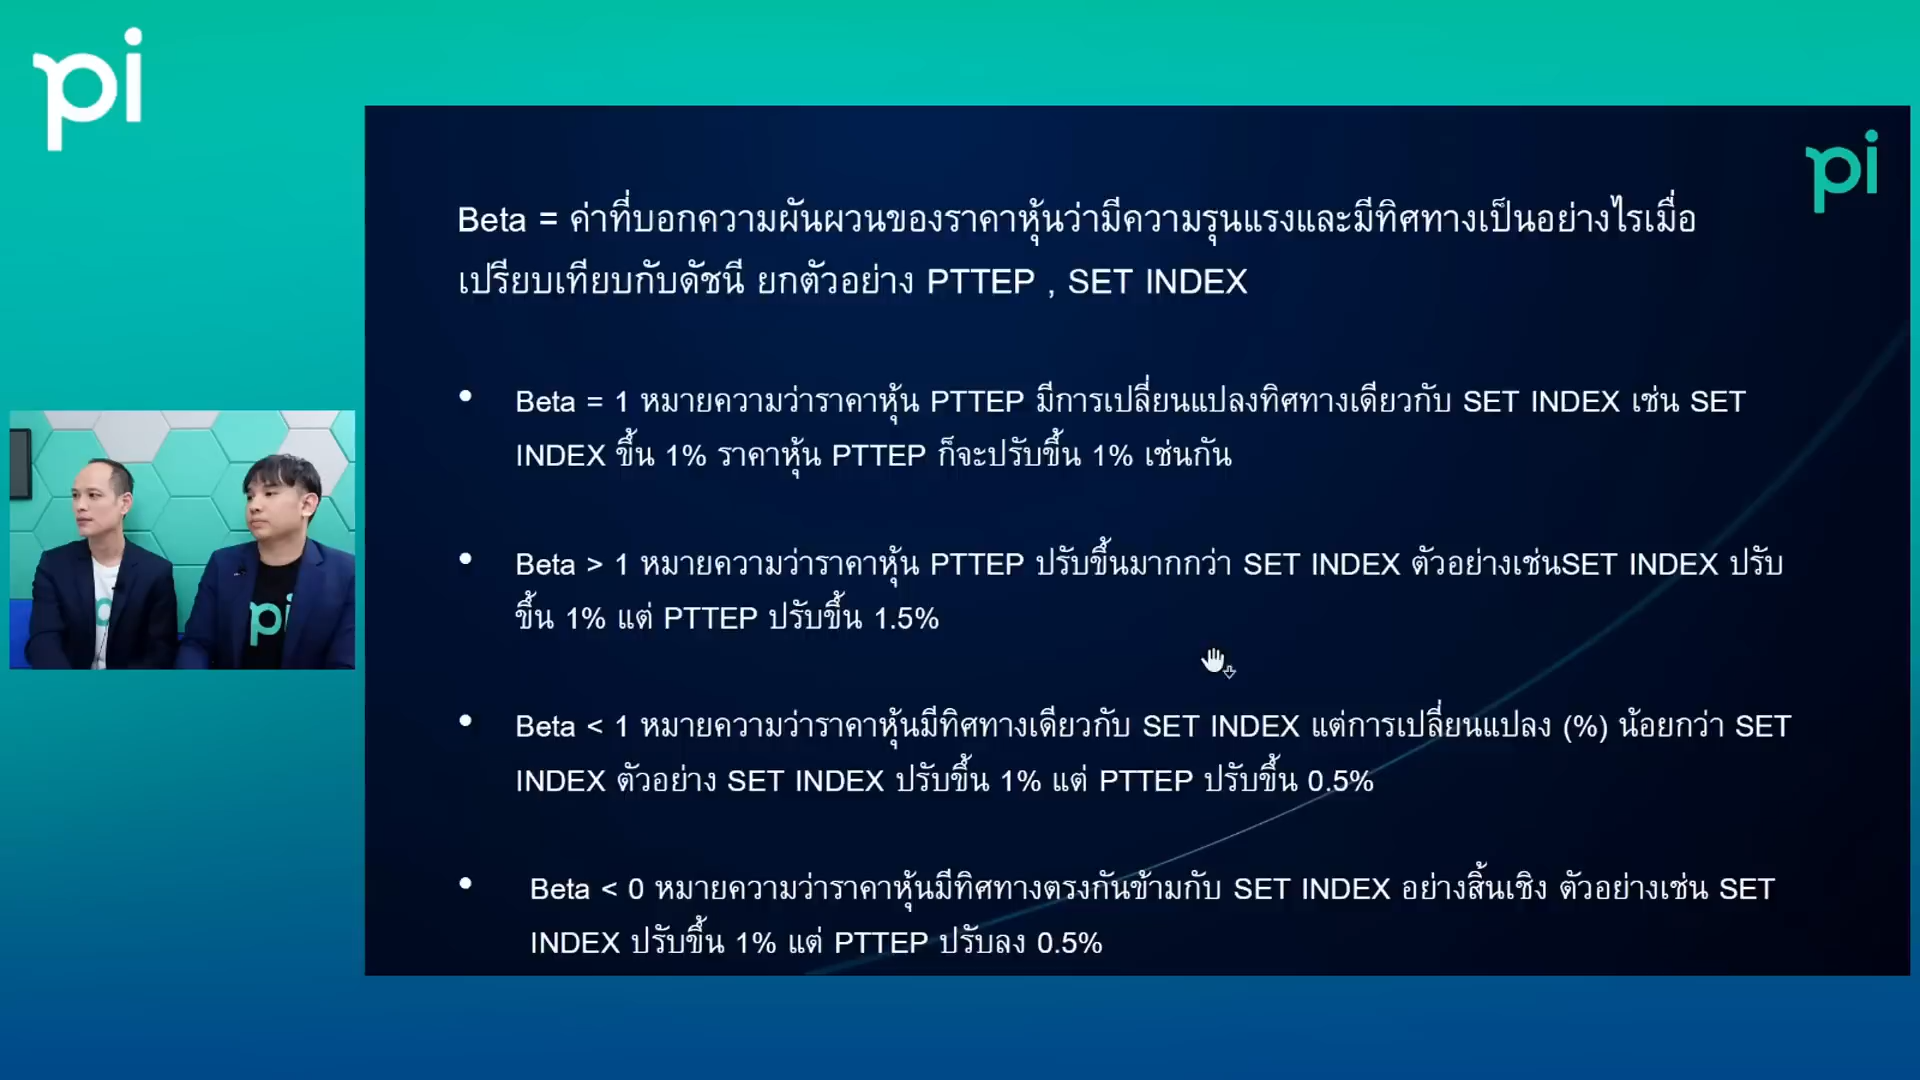 pi
pi
Beta = ค่าที่บอกความผันผวนของราคาหุ้นว่ามีความรุนแรงและมีทิศทางเป็นอย่างไรเมื่อ
เปรียบเทียบกับดัชนี ยกตัวอย่าง PTTEP , SET INDEX
• Beta = 1 หมายความว่าราคาหุ้น PTTEP มีการเปลี่ยนแปลงทิศทางเดียวกับ SET INDEX เช่น SET
INDEX ขึ้น 1% ราคาหุ้น PTTEP ก็จะปรับขึ้น 1% เช่นกัน
• Beta > 1 หมายความว่าราคาหุ้น PTTEP ปรับขึ้นมากกว่า SET INDEX ตัวอย่างเช่นSET INDEX ปรับ
ขึ้น 1% แต่ PTTEP ปรับขึ้น 1.5%
• Beta < 1 หมายความว่าราคาหุ้นมีทิศทางเดียวกับ SET INDEX แต่การเปลี่ยนแปลง (%) น้อยกว่า SET
INDEX ตัวอย่าง SET INDEX ปรับขึ้น 1% แต่ PTTEP ปรับขึ้น 0.5%
• Beta < 0 หมายความว่าราคาหุ้นมีทิศทางตรงกันข้ามกับ SET INDEX อย่างสิ้นเชิง ตัวอย่างเช่น SET
INDEX ปรับขึ้น 1% แต่ PTTEP ปรับลง 0.5%
pi